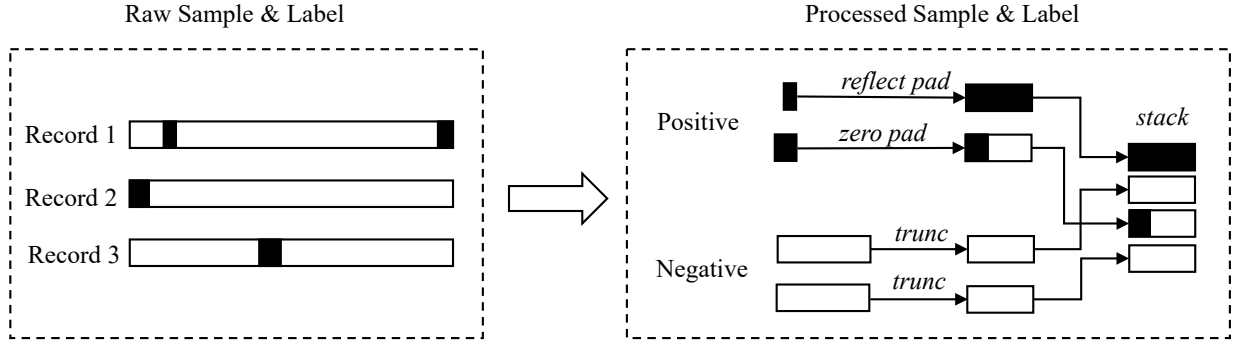 Raw Sample & Label
Processed Sample & Label
Record 1
Record 2
Record 3
Positive
reflect pad
zero pad
stack
Negative
trunc
trunc